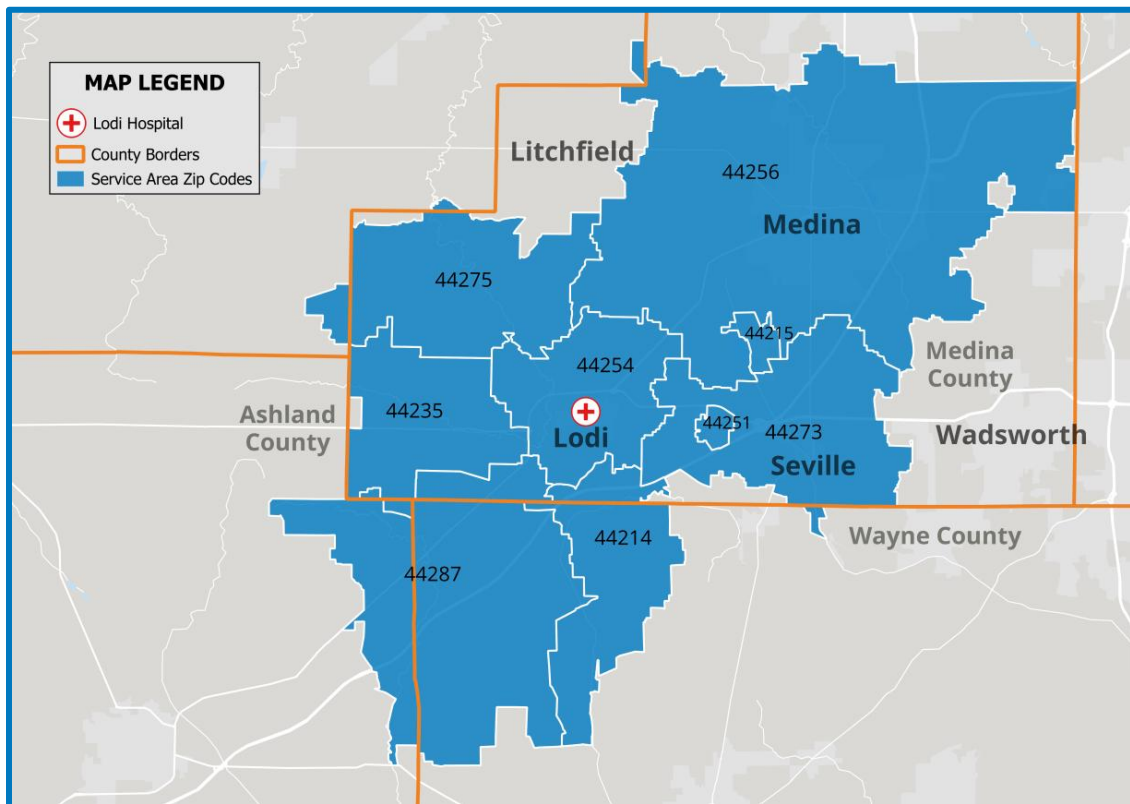 MAP LEGEND
Lodi Hospital
County Borders
Service Area Zip Codes
Litchfield
44256
Medina
44275
44215
44254
Medina
County
44235
Ashland
County
44251
44273
Lodi
Wadsworth
Seville
44214
Wayne County
44287